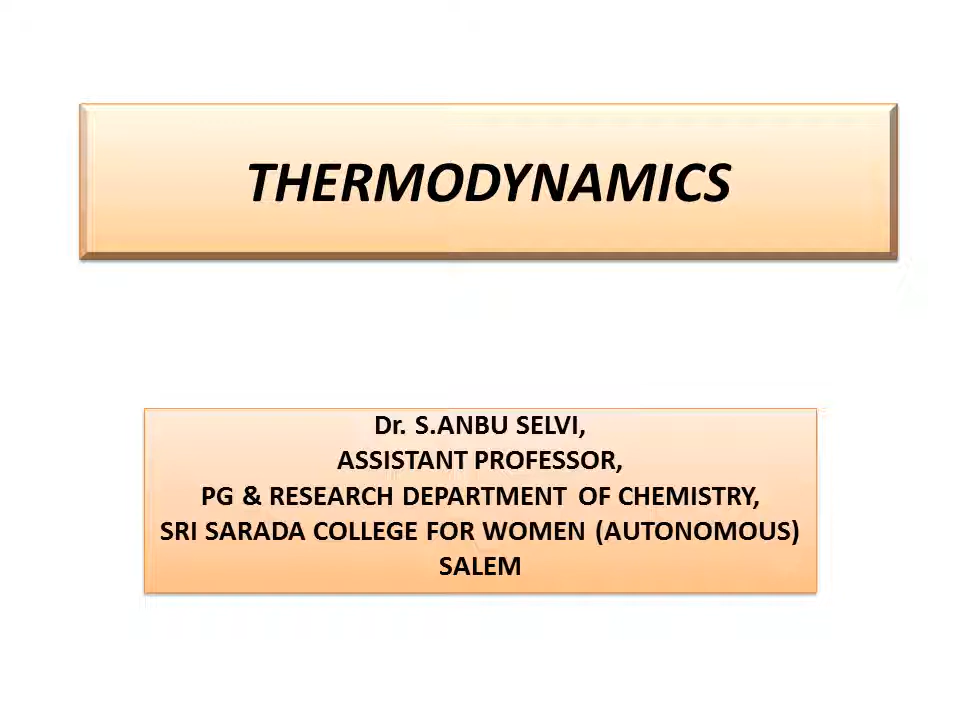 THERMODYNAMICS
Dr. S.ANBU SELVI,
ASSISTANT PROFESSOR,
PG & RESEARCH DEPARTMENT OF CHEMISTRY,
SRI SARADA COLLEGE FOR WOMEN (AUTONOMOUS)
SALEM